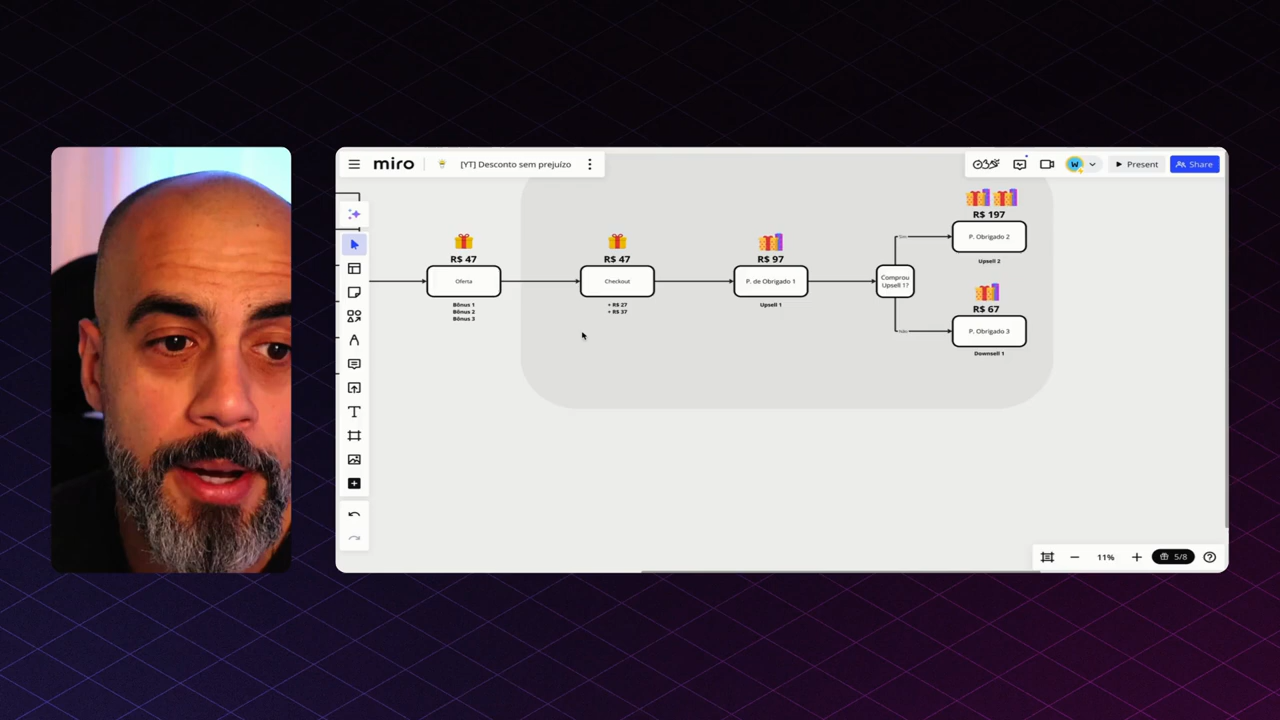 miro
[YT] Desconto sem prejuízo
W
Present
Share
R$ 47
Oferta
Bônus 1
Bônus 2
Bônus 3
R$ 47
Checkout
+ R$ 27
+ R$ 37
R$ 97
P. de Obrigado 1
Upsell 1
Comprou
Upsell 1?
Sim
R$ 197
P. Obrigado 2
Upsell 2
Não
R$ 67
P. Obrigado 3
Downsell 1
11%
5/8